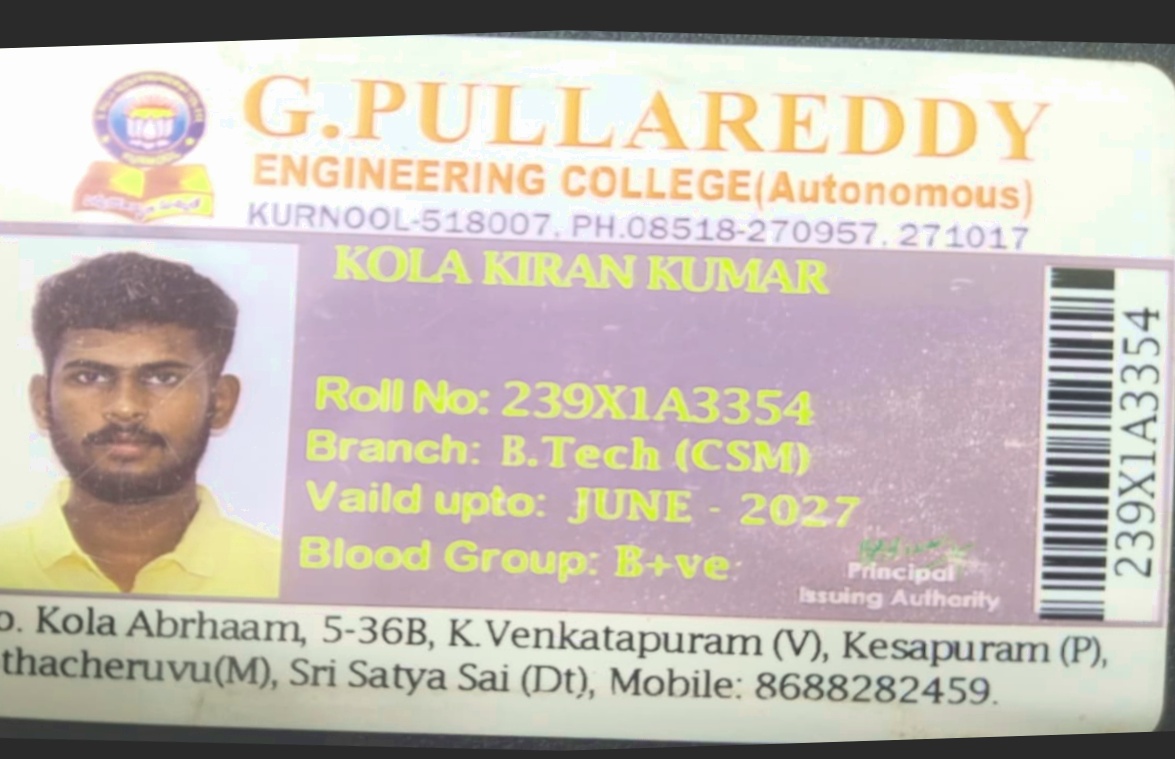 G.PULLAREDDY
ENGINEERING COLLEGE(Autonomous)
KURNOOL-518007, PH.08518-270957, 271017
KOLA KIRAN KUMAR
Roll No: 239X1A3354
Branch: B.Tech (CSM)
Vaild upto: JUNE - 2027
Blood Group: B+ve
Principal
Issuing Authority
239X1A3354
Kola Abrhaam, 5-36B, K.Venkatapuram (V), Kesapuram (P),
thacheruvu(M), Sri Satya Sai (Dt), Mobile: 8688282459.